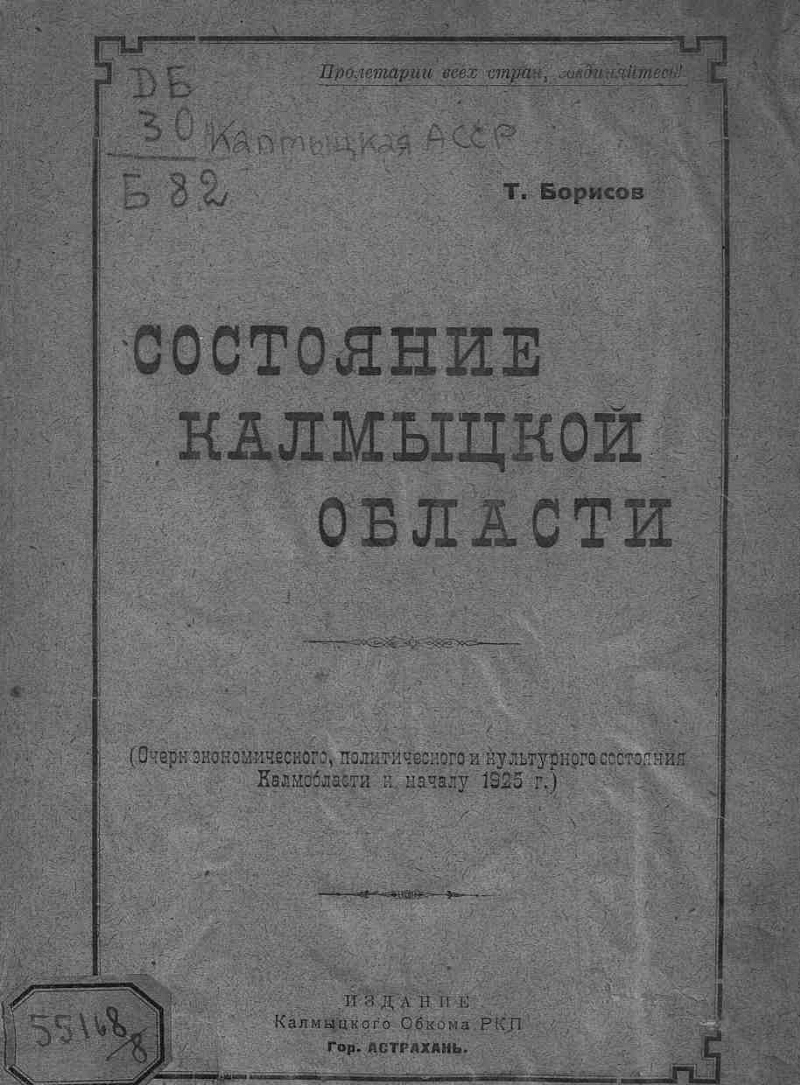 Пролетарии всех стран, соединяйтесь!
ДБ
30 Калмыцкая АССР
Б 82
Т. Борисов
СОСТОЯНИЕ
КАЛМЫЦКОЙ
ОБЛАСТИ
(Очерк экономического, политического и культурного состояния
Калмобласти к началу 1925 г.)
ИЗДАНИЕ
Калмыцкого Обкома РКП
Гор. АСТРАХАНЬ.
55168/8